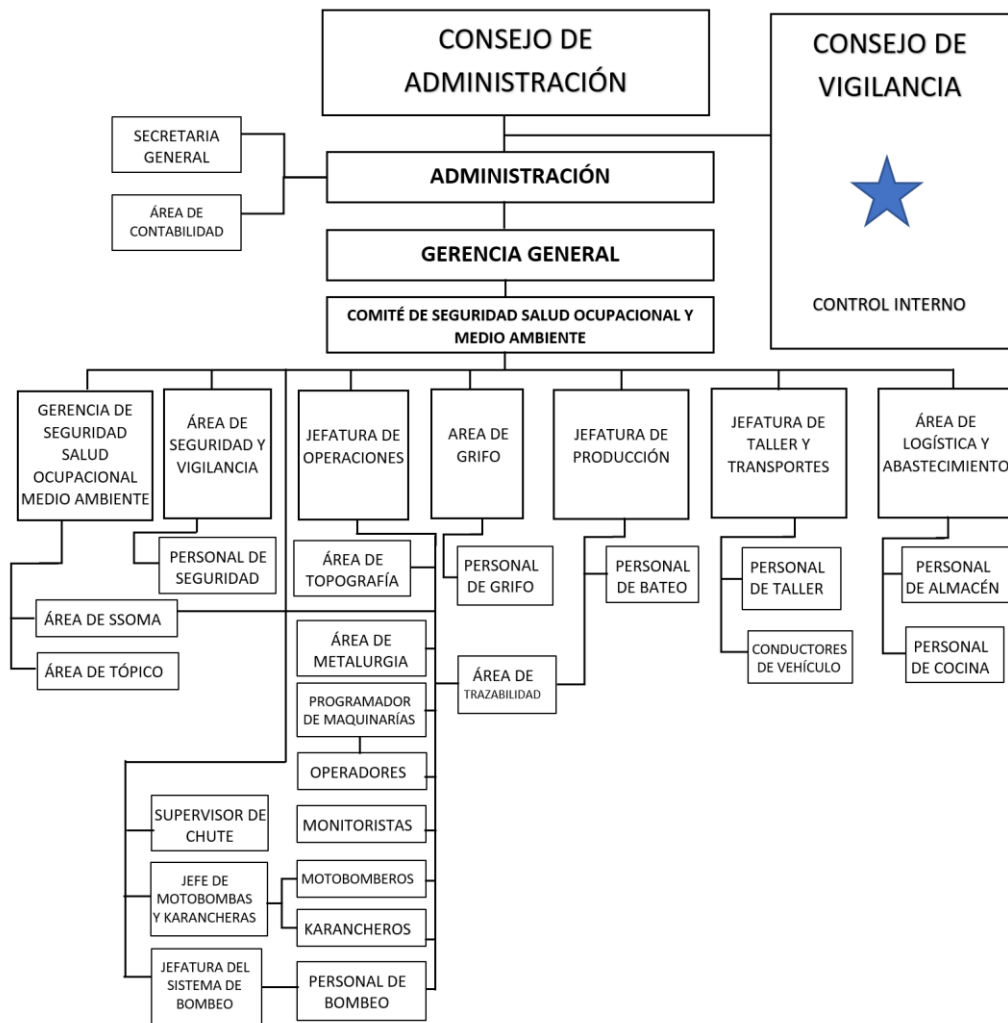 CONSEJO DE
ADMINISTRACIÓN
CONSEJO DE
VIGILANCIA
CONTROL INTERNO
SECRETARIA
GENERAL
ÁREA DE
CONTABILIDAD
ADMINISTRACIÓN
GERENCIA GENERAL
COMITÉ DE SEGURIDAD SALUD OCUPACIONAL Y
MEDIO AMBIENTE
GERENCIA DE
SEGURIDAD
SALUD
OCUPACIONAL
MEDIO AMBIENTE
ÁREA DE
SEGURIDAD Y
VIGILANCIA
JEFATURA DE
OPERACIONES
AREA DE
GRIFO
JEFATURA DE
PRODUCCIÓN
JEFATURA DE
TALLER Y
TRANSPORTES
ÁREA DE
LOGÍSTICA Y
ABASTECIMIENTO
PERSONAL DE
SEGURIDAD
ÁREA DE
TOPOGRAFÍA
PERSONAL
DE GRIFO
PERSONAL
DE BATEO
PERSONAL
DE TALLER
PERSONAL
DE ALMACÉN
ÁREA DE SSOMA
ÁREA DE TÓPICO
ÁREA DE
METALURGIA
ÁREA DE
TRAZABILIDAD
CONDUCTORES
DE VEHÍCULO
PERSONAL
DE COCINA
PROGRAMADOR
DE MAQUINARÍAS
OPERADORES
SUPERVISOR DE
CHUTE
MONITORISTAS
JEFE DE
MOTOBOMBAS
Y KARANCHERAS
MOTOBOMBEROS
KARANCHEROS
JEFATURA DEL
SISTEMA DE
BOMBEO
PERSONAL DE
BOMBEO